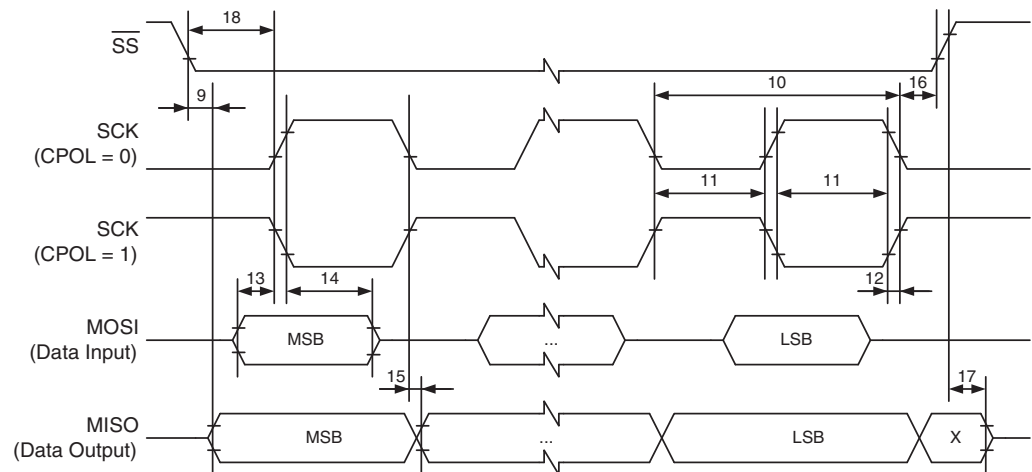 18
SS
9
10
16
SCK
(CPOL = 0)
11
11
SCK
(CPOL = 1)
13
14
12
MOSI
(Data Input)
MSB
...
LSB
15
17
MISO
(Data Output)
MSB
...
LSB
X